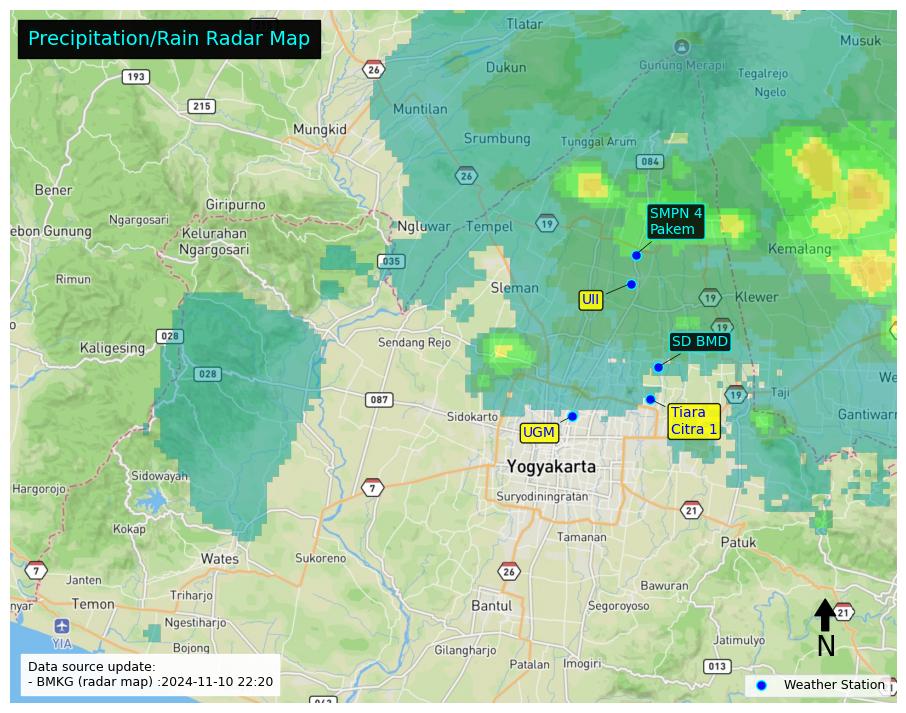 Precipitation/Rain Radar Map
Tlatar
Musuk
Gunung Merapi
Dukun
Tegalrejo
Ngelo
26
193
215
Muntilan
Mungkid
Srumbung
Tunggal Arum
084
26
Bener
Giripurno
Ngargosari
ebon Gunung
Kelurahan
Ngargosari
Ngluwar
Tempel
19
SMPN 4
Pakem
Kemalang
035
Rimun
Sleman
UII
19
Klewer
19
028
Kaligesing
Sendang Rejo
SD BMD
028
We
087
19
Taji
Sidokarto
Tiara
Citra 1
Gantiwarn
UGM
Yogyakarta
Sidowayah
Hargorojo
7
Suryodiningratan
21
Kokap
Tamanan
Patuk
Wates
Sukoreno
7
26
Janten
Triharjo
Bawuran
nyar
Temon
Bantul
Segoroyoso
21
Ngestiharjo
YIA
Bojong
Gilangharjo
Jatimulyo
N
Patalan
Imogiri
013
Data source update:
- BMKG (radar map) :2024-11-10 22:20
Weather Station